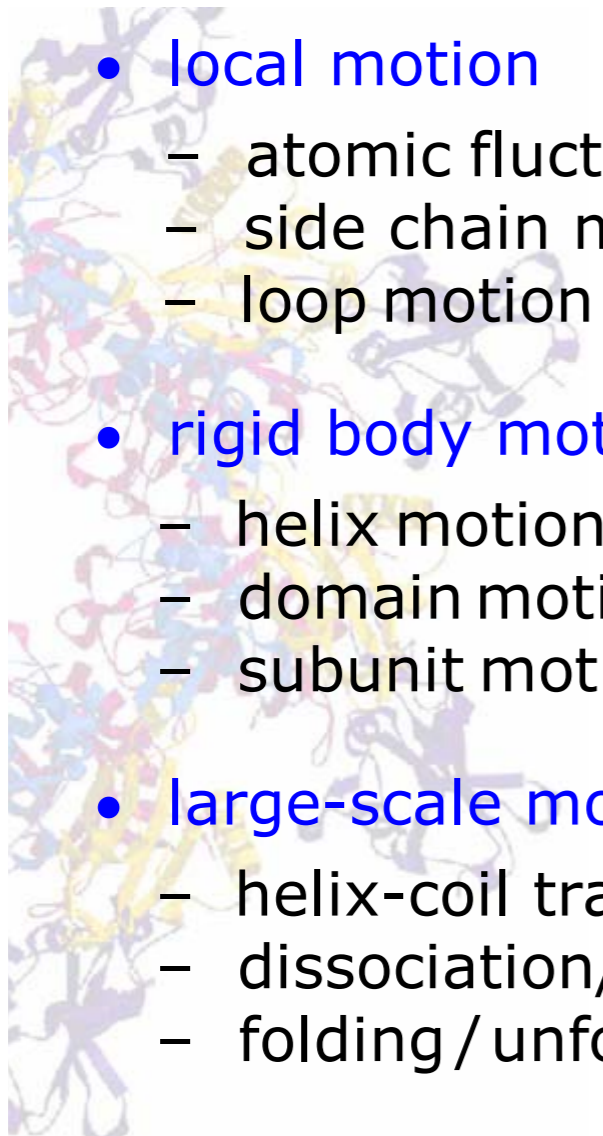 • local motion
– atomic fluct
– side chain
– loop motion
• rigid body mot
– helix motion
– domain moti
– subunit mot
• large-scale mo
– helix-coil tra
– dissociation/
– folding / unfo